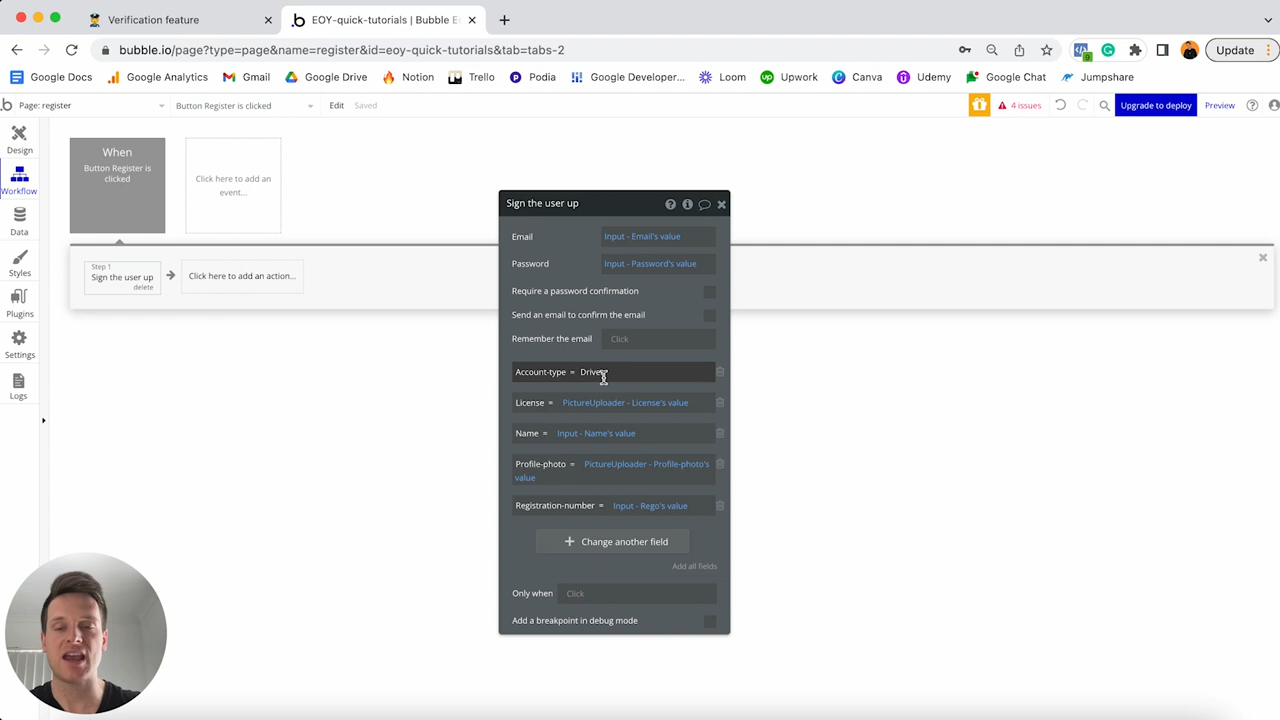 Verification feature
EOY-quick-tutorials | Bubble E
bubble.io/page?type=page&name=register&id=eoy-quick-tutorials&tab=tabs-2
9
Update
Google Docs
Google Analytics
Gmail
Google Drive
Notion
Trello
Podia
Google Developer...
Loom
Upwork
Canva
Udemy
Google Chat
Jumpshare
Page: register
Button Register is clicked
Edit
Saved
4 issues
Upgrade to deploy
Preview
Design
Workflow
Data
Styles
Plugins
Settings
Logs
When
Button Register is
clicked
Click here to add an
event...
Step 1
Sign the user up
delete
Click here to add an action...
Sign the user up
Email
Input - Email's value
Password
Input - Password's value
Require a password confirmation
Send an email to confirm the email
Remember the email
Click
Account-type = Driver
License = PictureUploader - License's value
Name = Input - Name's value
Profile-photo = PictureUploader - Profile-photo's
value
Registration-number = Input - Rego's value
+ Change another field
Add all fields
Only when
Click
Add a breakpoint in debug mode